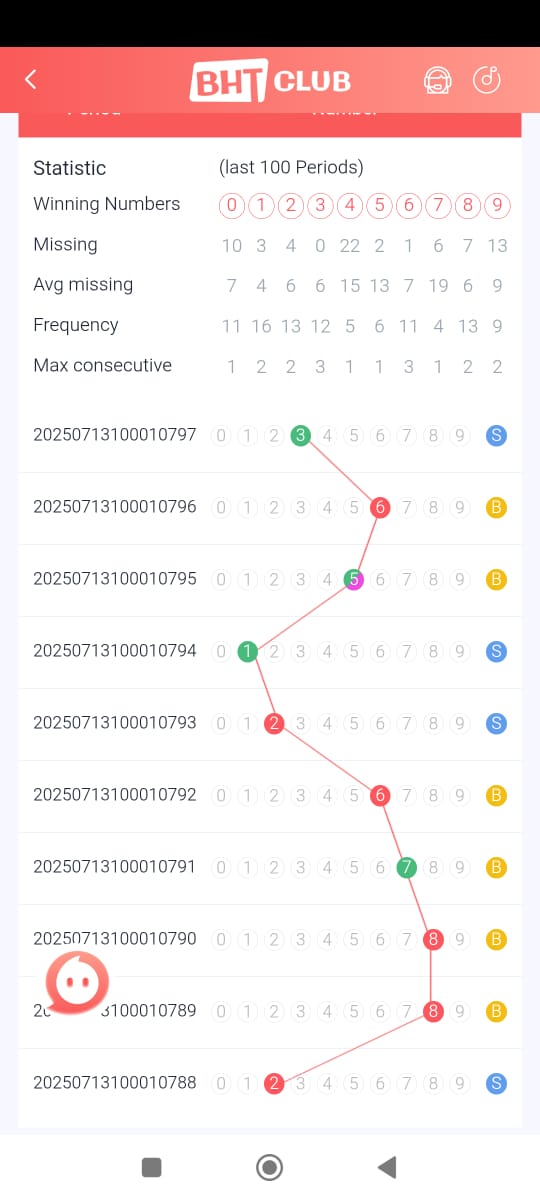 BHT CLUB
Period Number
Statistic (last 100 Periods)
Winning Numbers 0 1 2 3 4 5 6 7 8 9
Missing 10 3 4 0 22 2 1 6 7 13
Avg missing 7 4 6 6 15 13 7 19 6 9
Frequency 11 16 13 12 5 6 11 4 13 9
Max consecutive 1 2 2 3 1 1 3 1 2 2
20250713100010797 0 1 2 3 4 5 6 7 8 9 S
20250713100010796 0 1 2 3 4 5 6 7 8 9 B
20250713100010795 0 1 2 3 4 5 6 7 8 9 B
20250713100010794 0 1 2 3 4 5 6 7 8 9 S
20250713100010793 0 1 2 3 4 5 6 7 8 9 S
20250713100010792 0 1 2 3 4 5 6 7 8 9 B
20250713100010791 0 1 2 3 4 5 6 7 8 9 B
20250713100010790 0 1 2 3 4 5 6 7 8 9 B
3100010789 0 1 2 3 4 5 6 7 8 9 B
20250713100010788 0 1 2 3 4 5 6 7 8 9 S